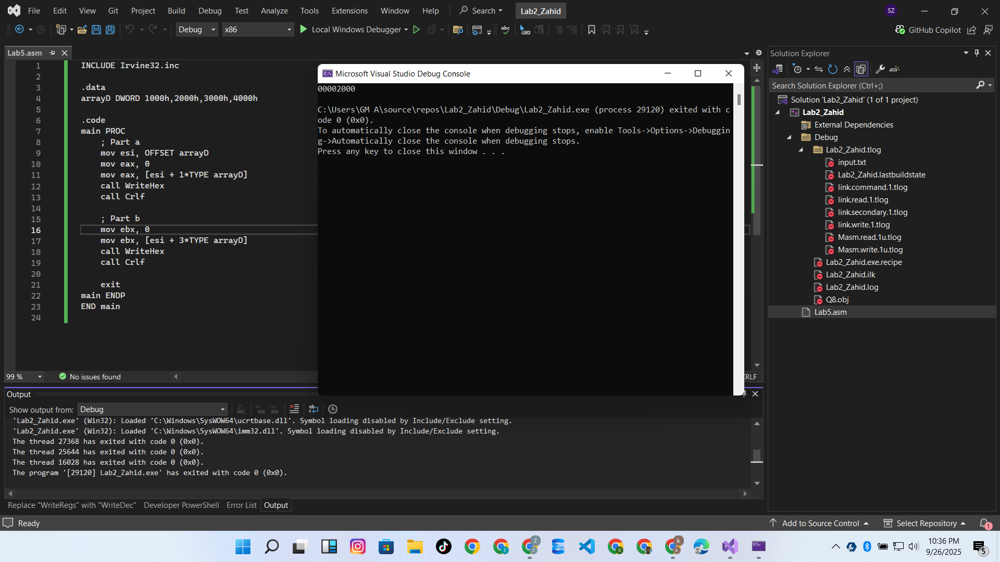 File Edit View Git Project Build Debug Test Analyze Tools Extensions Window Help Search Lab2_Zahid SZ
Debug x86 Local Windows Debugger GitHub Copilot
Lab5.asm
1 INCLUDE Irvine32.inc
2
3 .data
4 arrayD DWORD 1000h,2000h,3000h,4000h
5
6 .code
7 main PROC
8 ; Part a
9 mov esi, OFFSET arrayD
10 mov eax, 0
11 mov eax, [esi + 1*TYPE arrayD]
12 call WriteHex
13 call Crlf
14
15 ; Part b
16 mov ebx, 0
17 mov ebx, [esi + 3*TYPE arrayD]
18 call WriteHex
19 call Crlf
20
21 exit
22 main ENDP
23 END main
24
99 % No issues found CRLF
Microsoft Visual Studio Debug Console
00002000
C:\Users\GM A\source\repos\Lab2_Zahid\Debug\Lab2_Zahid.exe (process 29120) exited with c
ode 0 (0x0).
To automatically close the console when debugging stops, enable Tools->Options->Debuggin
g->Automatically close the console when debugging stops.
Press any key to close this window . . .
Solution Explorer
Search Solution Explorer (Ctrl+;)
Solution 'Lab2_Zahid' (1 of 1 project)
Lab2_Zahid
External Dependencies
Debug
Lab2_Zahid.tlog
input.txt
Lab2_Zahid.lastbuildstate
link.command.1.tlog
link.read.1.tlog
link.secondary.1.tlog
link.write.1.tlog
Masm.read.1u.tlog
Masm.write.1u.tlog
Lab2_Zahid.exe.recipe
Lab2_Zahid.ilk
Lab2_Zahid.log
Q8.obj
Lab5.asm
Output
Show output from: Debug
'Lab2_Zahid.exe' (Win32): Loaded 'C:\Windows\SysWOW64\ucrtbase.dll'. Symbol loading disabled by Include/Exclude setting.
'Lab2_Zahid.exe' (Win32): Loaded 'C:\Windows\SysWOW64\imm32.dll'. Symbol loading disabled by Include/Exclude setting.
The thread 27368 has exited with code 0 (0x0).
The thread 25644 has exited with code 0 (0x0).
The thread 16028 has exited with code 0 (0x0).
The program '[29120] Lab2_Zahid.exe' has exited with code 0 (0x0).
Replace "WriteRegs" with "WriteDec" Developer PowerShell Error List Output
Ready Add to Source Control Select Repository 1
10:36 PM
9/26/2025
5